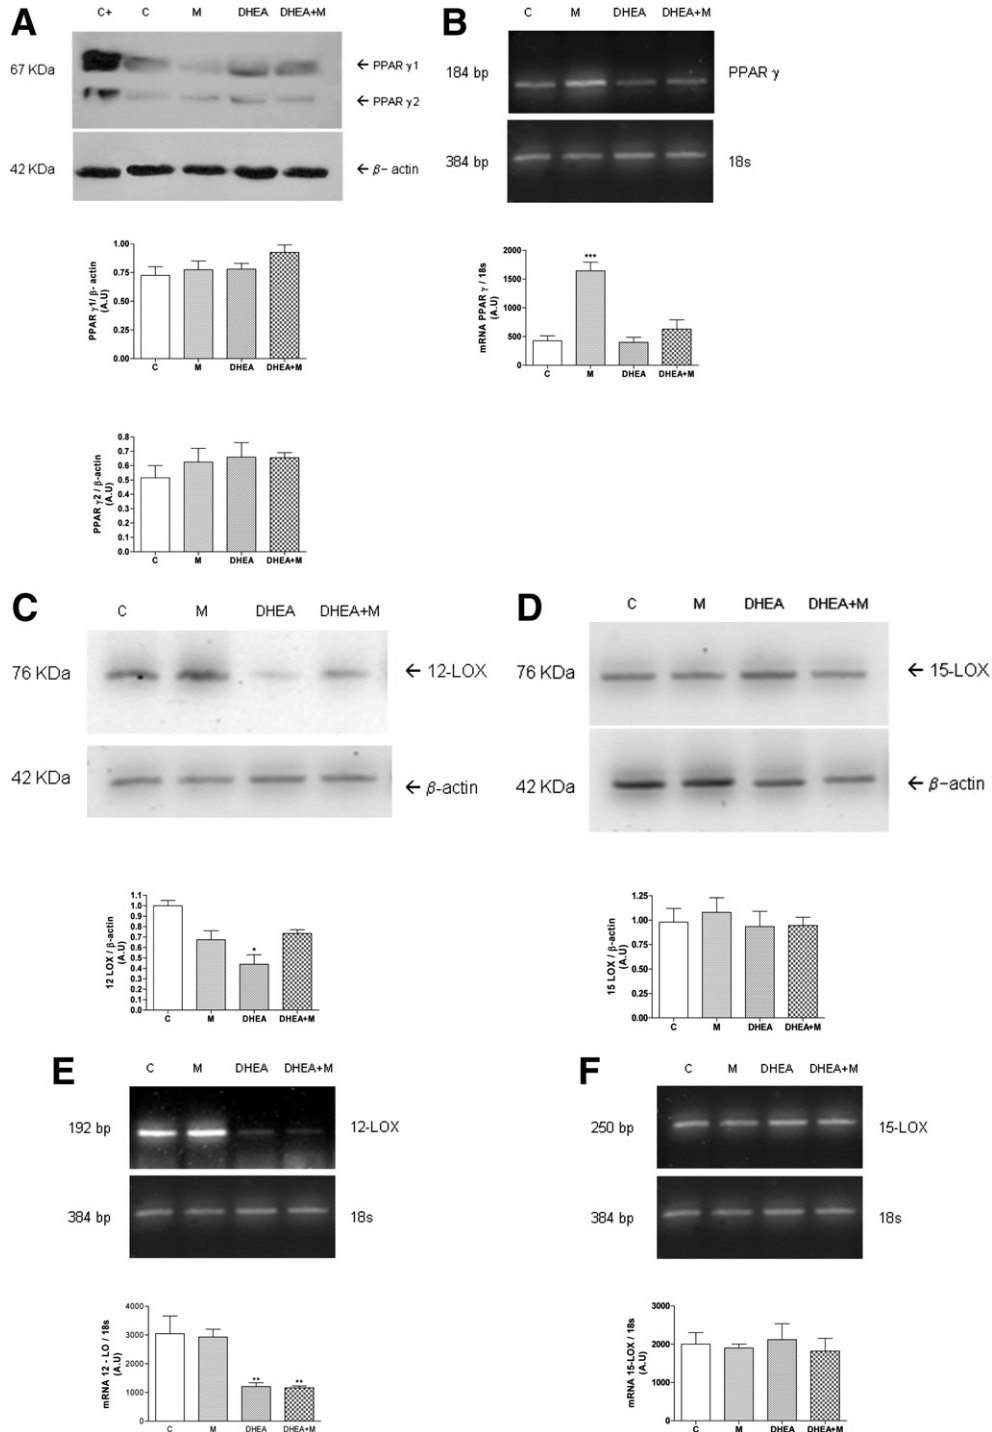 A
C+ C M DHEA DHEA+M
67 KDa
← PPAR γ1
← PPAR γ2
42 KDa
← β− actin
PPAR γ1/ β- actin
(A.U)
1.00
0.75
0.50
0.25
0.00
C M DHEA DHEA+M
PPAR γ2 / β-actin
(A.U)
0.8
0.7
0.6
0.5
0.4
0.3
0.2
0.1
0.0
C M DHEA DHEA+M
B
C M DHEA DHEA+M
184 bp
PPAR γ
384 bp
18s
mRNA PPAR γ / 18s
(A.U)
2000
1500
1000
500
0
***
C M DHEA DHEA+M
C
C M DHEA DHEA+M
76 KDa
← 12-LOX
42 KDa
← β-actin
12 LOX / β-actin
(A.U)
1.1
1.0
0.9
0.8
0.7
0.6
0.5
0.4
0.3
0.2
0.1
0.0
*
C M DHEA DHEA+M
D
C M DHEA DHEA+M
76 KDa
← 15-LOX
42 KDa
← β−actin
15 LOX / β-actin
(A.U)
1.25
1.00
0.75
0.50
0.25
0.00
C M DHEA DHEA+M
E
C M DHEA DHEA+M
192 bp
12-LOX
384 bp
18s
mRNA 12 - LO / 18s
(A.U)
4000
3000
2000
1000
0
** **
C M DHEA DHEA+M
F
C M DHEA DHEA+M
250 bp
15-LOX
384 bp
18s
mRNA 15-LOX / 18s
(A.U)
3000
2000
1000
0
C M DHEA DHEA+M